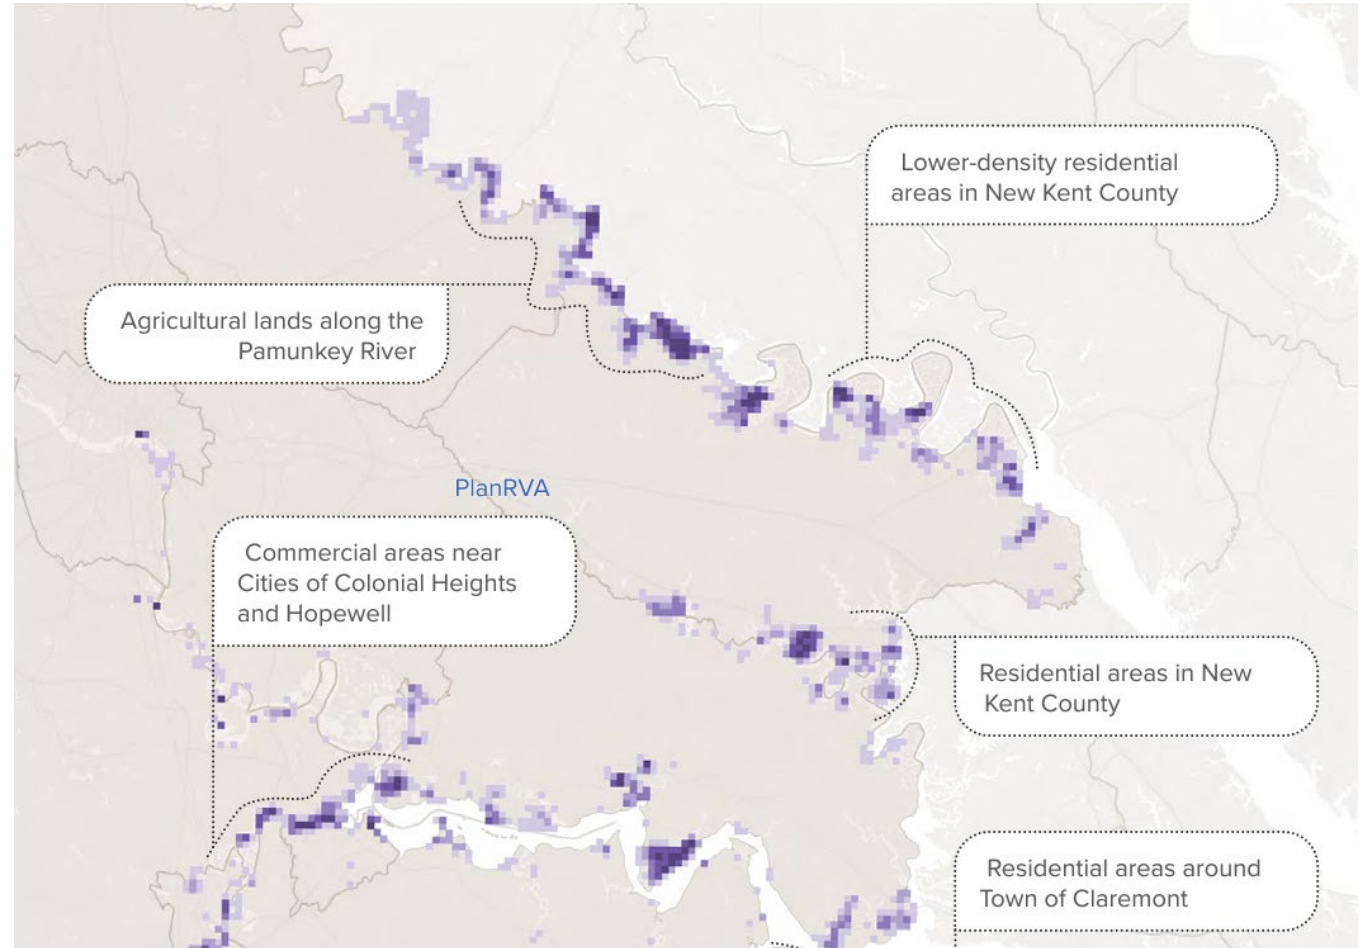 Lower-density residential
areas in New Kent County
Agricultural lands along the
Pamunkey River
PlanRVA
Commercial areas near
Cities of Colonial Heights
and Hopewell
Residential areas in New
Kent County
Residential areas around
Town of Claremont